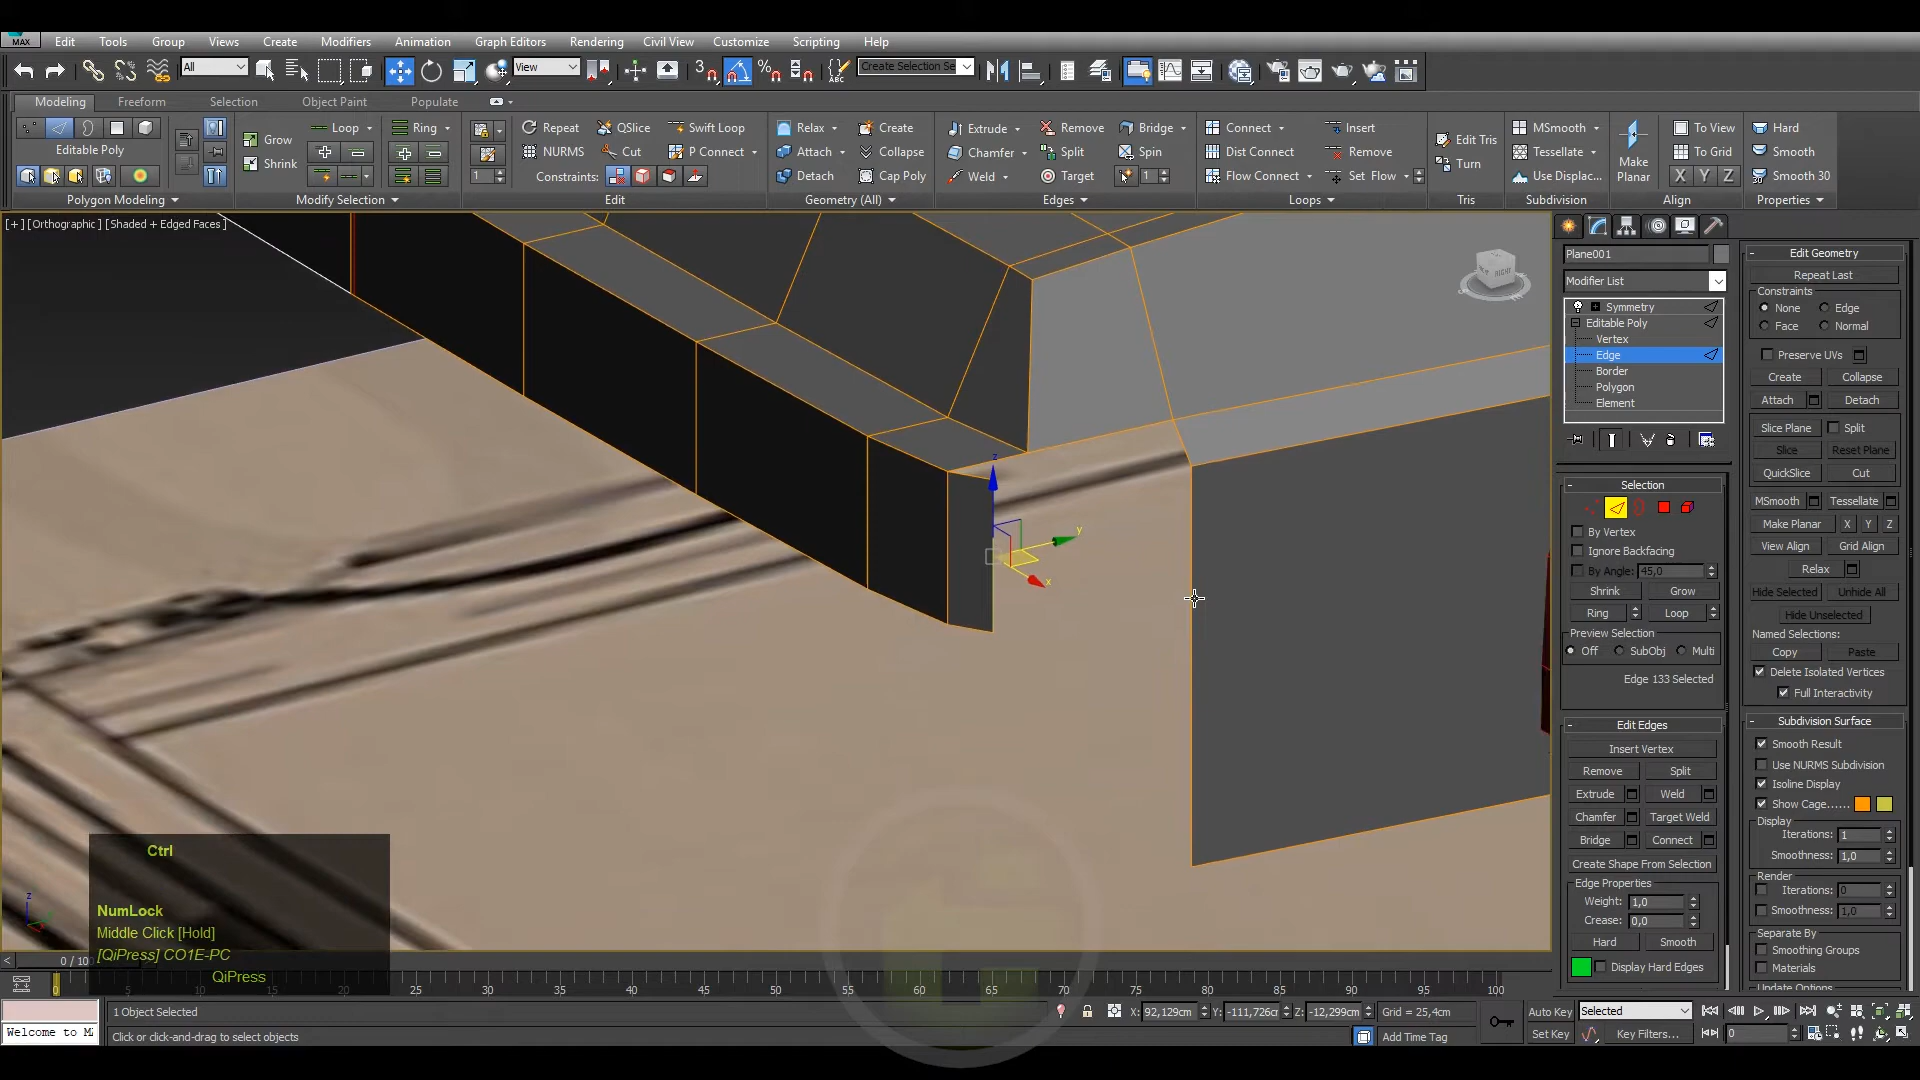 MAX Edit Tools Group Views Create Modifiers Animation Graph Editors Rendering Civil View Customize Scripting Help
All View 3 % ABC Create Selection Se
Modeling Freeform Selection Object Paint Populate
Grow Loop Ring Repeat QSlice Swift Loop Relax Create Extrude Remove Bridge Connect Insert Edit Tris MSmooth To View Hard
Editable Poly Shrink NURMS Cut P Connect Attach Collapse Chamfer Split Spin Dist Connect Remove Turn Tessellate Make Planar To Grid Smooth
1 Constraints: Detach Cap Poly Weld Target 1 Flow Connect Set Flow Use Displac... X Y Z Smooth 30
Polygon Modeling Modify Selection Edit Geometry (All) Edges Loops Tris Subdivision Align Properties
[+] [Orthographic] [Shaded + Edged Faces]
RIGHT
z
y
x
z
Ctrl
NumLock
Middle Click [Hold]
[QiPress] CO1E-PC
QiPress
Plane001
Modifier List
Symmetry
Editable Poly
Vertex
Edge
Border
Polygon
Element
- Selection
By Vertex
Ignore Backfacing
By Angle: 45,0
Shrink Grow
Ring Loop
Preview Selection
Off SubObj Multi
Edge 133 Selected
- Edit Edges
Insert Vertex
Remove Split
Extrude Weld
Chamfer Target Weld
Bridge Connect
Create Shape From Selection
Edge Properties
Weight: 1,0
Crease: 0,0
Hard Smooth
Display Hard Edges
- Edit Geometry
Repeat Last
Constraints
None Edge
Face Normal
Preserve UVs
Create Collapse
Attach Detach
Slice Plane Split
Slice Reset Plane
QuickSlice Cut
MSmooth Tessellate
Make Planar X Y Z
View Align Grid Align
Relax
Hide Selected Unhide All
Hide Unselected
Named Selections:
Copy Paste
Delete Isolated Vertices
Full Interactivity
- Subdivision Surface
Smooth Result
Use NURMS Subdivision
Isoline Display
Show Cage......
Display
Iterations: 1
Smoothness: 1,0
Render
Iterations: 0
Smoothness: 1,0
Separate By
Smoothing Groups
Materials
Update Options
< 0 / 100
0 5 20 25 30 35 40 45 50 55 60 65 70 75 80 85 90 95 100
1 Object Selected X: 92,129cm Y: -111,726cr Z: -12,299cm Grid = 25,4cm Auto Key Selected
Welcome to M Click or click-and-drag to select objects Add Time Tag Set Key Key Filters... 0